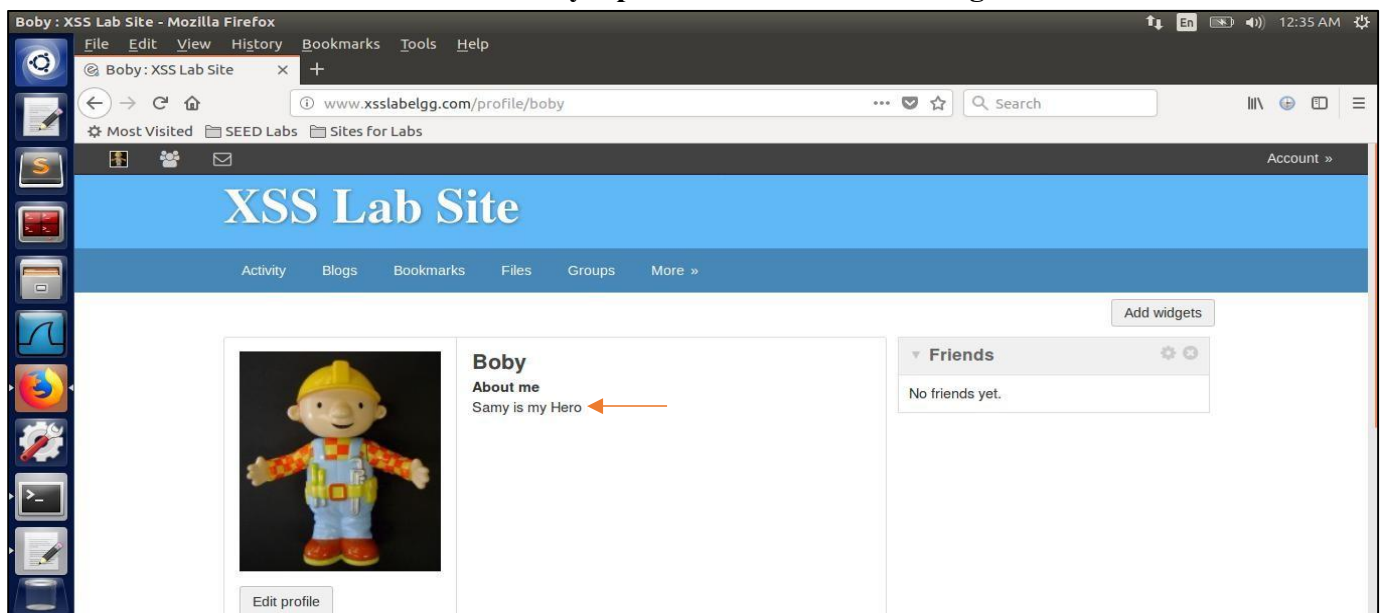 Boby : XSS Lab Site - Mozilla Firefox
En
12:35 AM
File Edit View History Bookmarks Tools Help
Boby : XSS Lab Site
www.xsslabelgg.com/profile/boby
Search
Most Visited SEED Labs Sites for Labs
Account »
XSS Lab Site
Activity Blogs Bookmarks Files Groups More »
Add widgets
Boby
About me
Samy is my Hero
Friends
No friends yet.
Edit profile